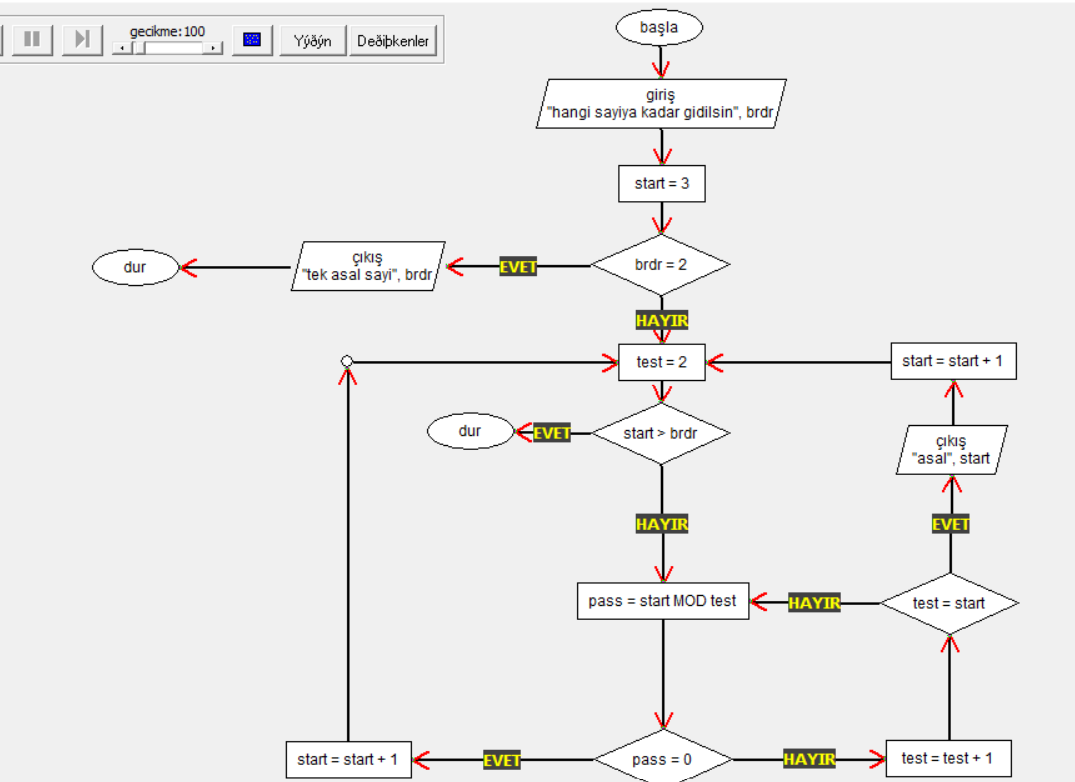 gecikme:100
Yýðýn
Deðiþkenler
başla
giriş
"hangi sayiya kadar gidilsin", brdr
start = 3
brdr = 2
EVET
çıkış
"tek asal sayi", brdr
dur
HAYIR
test = 2
start = start + 1
start > brdr
EVET
dur
çıkış
"asal", start
HAYIR
EVET
pass = start MOD test
HAYIR
test = start
pass = 0
EVET
start = start + 1
HAYIR
test = test + 1